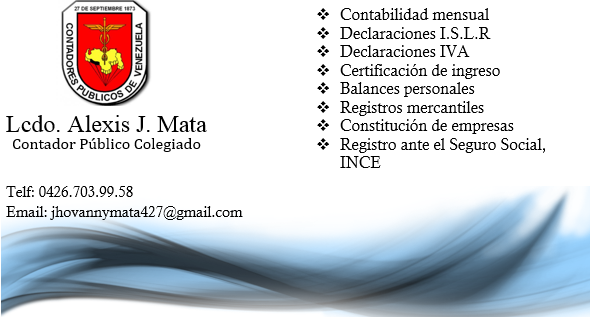 27 DE SEPTIEMBRE 1973
CONTADORES PUBLICOS DE VENEZUELA
Lcdo. Alexis J. Mata
Contador Público Colegiado
Telf: 0426.703.99.58
Email: jhovannymata427@gmail.com
❖ Contabilidad mensual
❖ Declaraciones I.S.L.R
❖ Declaraciones IVA
❖ Certificación de ingreso
❖ Balances personales
❖ Registros mercantiles
❖ Constitución de empresas
❖ Registro ante el Seguro Social,
INCE